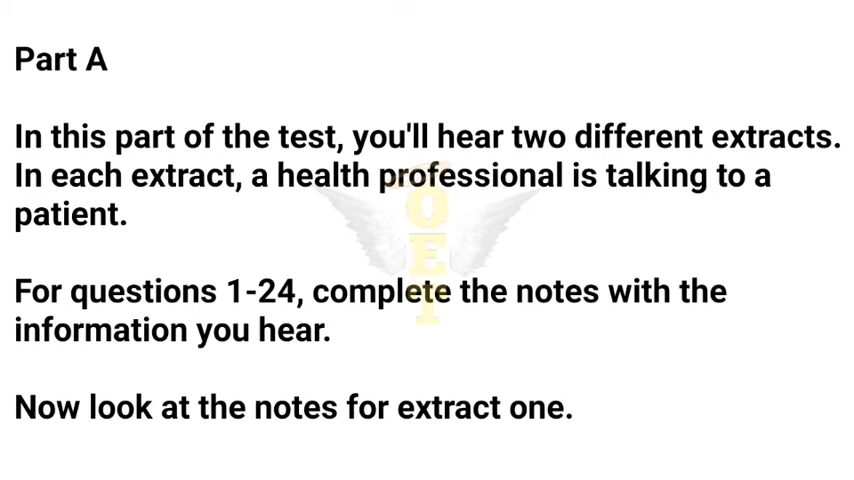 Part A
In this part of the test, you'll hear two different extracts.
In each extract, a health professional is talking to a
patient.
For questions 1-24, complete the notes with the
information you hear.
Now look at the notes for extract one.
OET